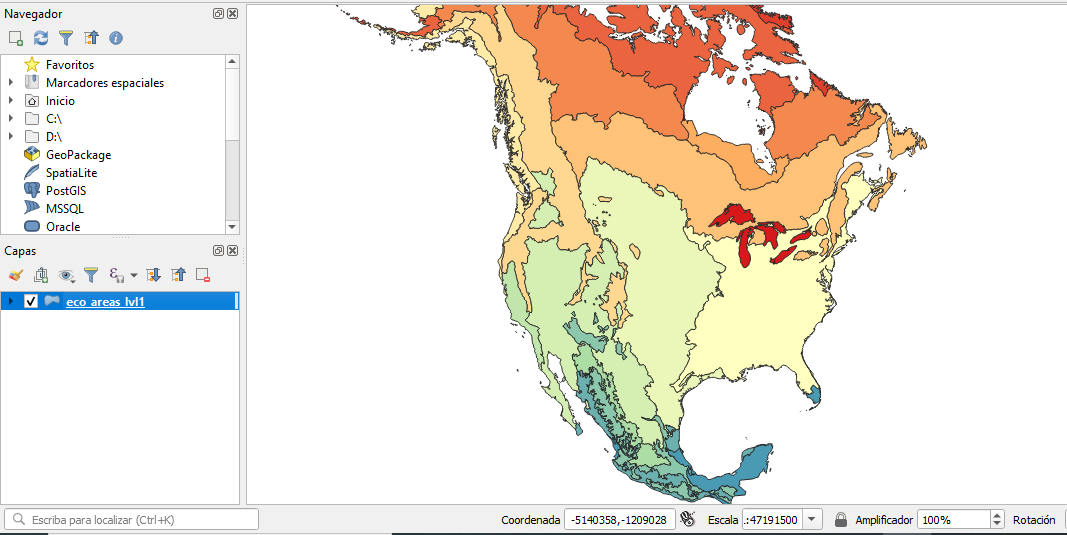 Navegador
Favoritos
Marcadores espaciales
Inicio
C:\
D:\
GeoPackage
SpatiaLite
PostGIS
MSSQL
Oracle
Capas
eco_areas_lvl1
Escriba para localizar (Ctrl+K)
Coordenada -5140358,-1209028 Escala .:47191500 Amplificador 100% Rotación